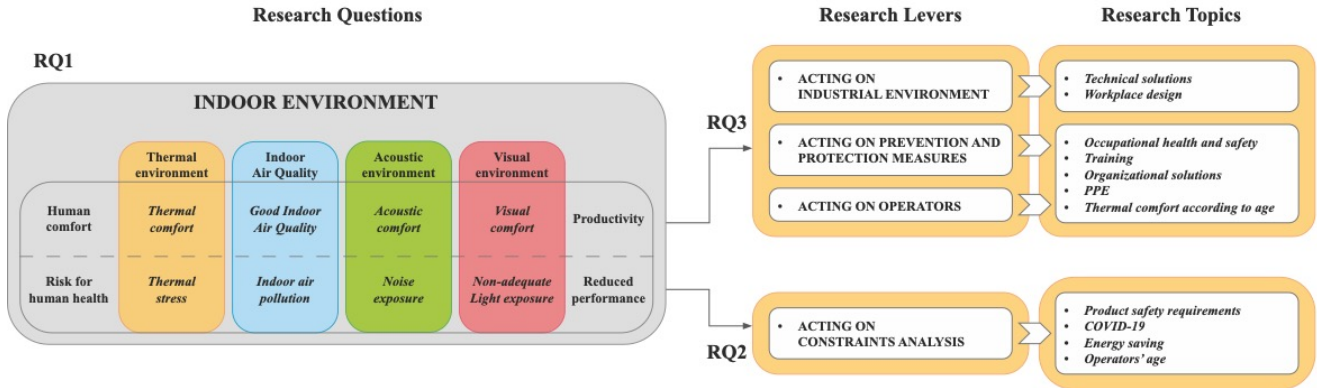 Research Questions
Research Levers
Research Topics
RQ1
INDOOR ENVIRONMENT
Thermal
environment
Indoor
Air Quality
Acoustic
environment
Visual
environment
Human
comfort
Thermal
comfort
Good Indoor
Air Quality
Acoustic
comfort
Visual
comfort
Productivity
Risk for
human health
Thermal
stress
Indoor air
pollution
Noise
exposure
Non-adequate
Light exposure
Reduced
performance
RQ3
• ACTING ON
INDUSTRIAL ENVIRONMENT
• Technical solutions
• Workplace design
• ACTING ON PREVENTION AND
PROTECTION MEASURES
• ACTING ON OPERATORS
• Occupational health and safety
• Training
• Organizational solutions
• PPE
• Thermal comfort according to age
RQ2
• ACTING ON
CONSTRAINTS ANALYSIS
• Product safety requirements
• COVID-19
• Energy saving
• Operators' age